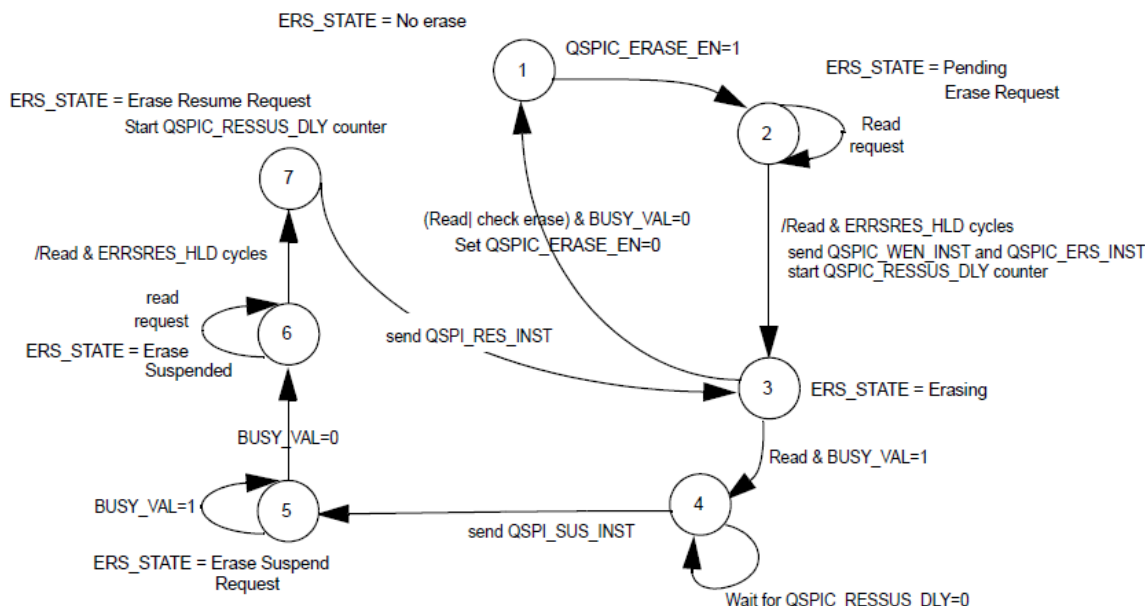 ERS_STATE = No erase
QSPIC_ERASE_EN=1
1
ERS_STATE = Pending
Erase Request
ERS_STATE = Erase Resume Request
Start QSPIC_RESSUS_DLY counter
2
Read
request
7
(Read| check erase) & BUSY_VAL=0
Set QSPIC_ERASE_EN=0
/Read & ERRSRES_HLD cycles
send QSPIC_WEN_INST and QSPIC_ERS_INST
start QSPIC_RESSUS_DLY counter
/Read & ERRSRES_HLD cycles
read
request
6
ERS_STATE = Erase
Suspended
send QSPI_RES_INST
3
ERS_STATE = Erasing
BUSY_VAL=0
Read & BUSY_VAL=1
BUSY_VAL=1
5
4
send QSPI_SUS_INST
ERS_STATE = Erase Suspend
Request
Wait for QSPIC_RESSUS_DLY=0